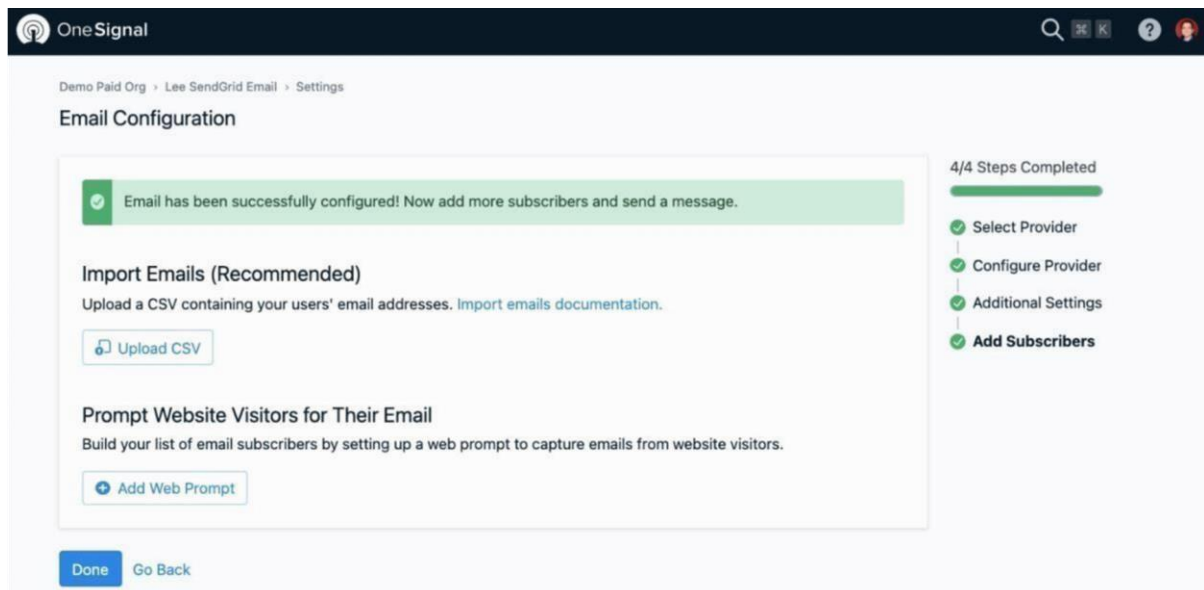 OneSignal
⌘ K
?
Demo Paid Org › Lee SendGrid Email › Settings
Email Configuration
Email has been successfully configured! Now add more subscribers and send a message.
Import Emails (Recommended)
Upload a CSV containing your users' email addresses. Import emails documentation.
Upload CSV
Prompt Website Visitors for Their Email
Build your list of email subscribers by setting up a web prompt to capture emails from website visitors.
Add Web Prompt
Done Go Back
4/4 Steps Completed
Select Provider
Configure Provider
Additional Settings
Add Subscribers